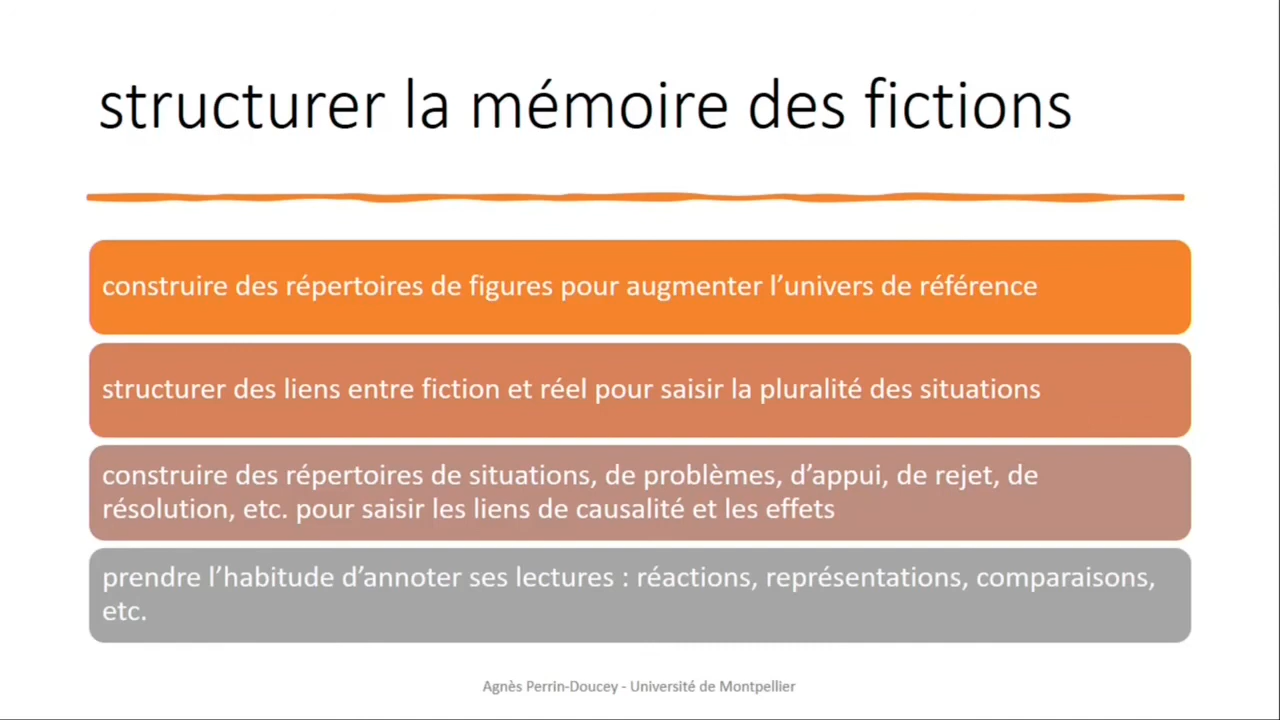 structurer la mémoire des fictions
construire des répertoires de figures pour augmenter l’univers de référence
structurer des liens entre fiction et réel pour saisir la pluralité des situations
construire des répertoires de situations, de problèmes, d’appui, de rejet, de
résolution, etc. pour saisir les liens de causalité et les effets
prendre l’habitude d’annoter ses lectures : réactions, représentations, comparaisons,
etc.
Agnès Perrin-Doucey - Université de Montpellier